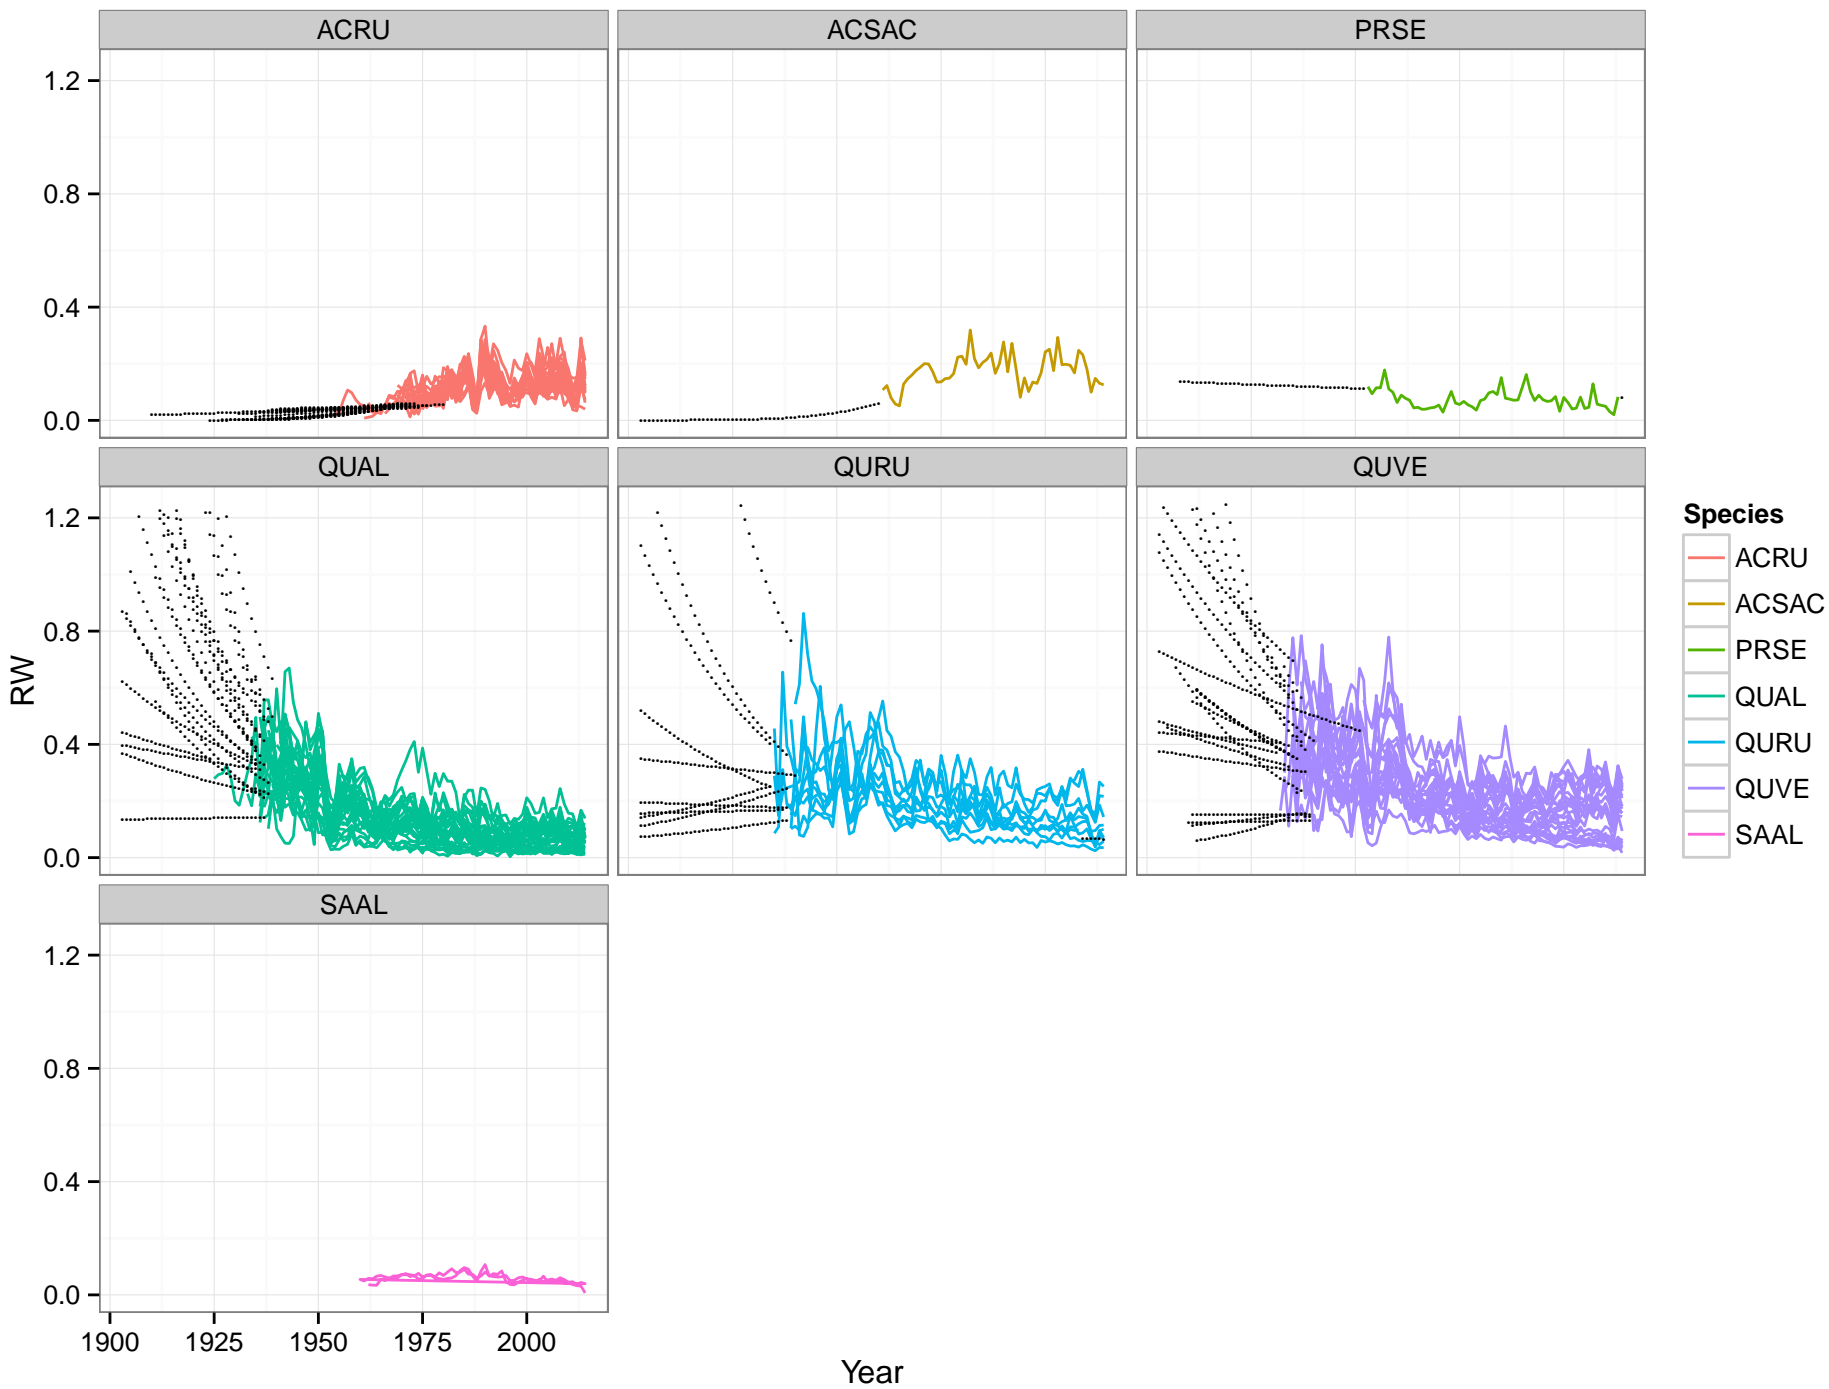 ACRU ACSAC PRSE
1.2
0.8
0.4
0.0
QUAL QURU QUVE
1.2
0.8
0.4
0.0
RW
Species
ACRU
ACSAC
PRSE
QUAL
QURU
QUVE
SAAL
SAAL
1.2
0.8
0.4
0.0
1900 1925 1950 1975 2000
Year